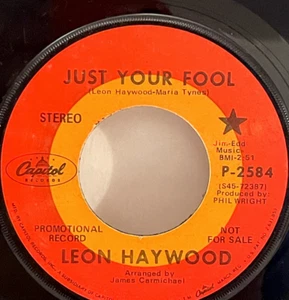 JUST YOUR FOOL
(Leon Haywood-Maria Tynes)
STEREO
Jim-Edd
Music-
BMI-2:51
Capitol
P-2584
(S45-72397)
Produced by
PHIL WRIGHT
PROMOTIONAL
RECORD
NOT
FOR SALE
LEON HAYWOOD
Arranged by
James Carmichael